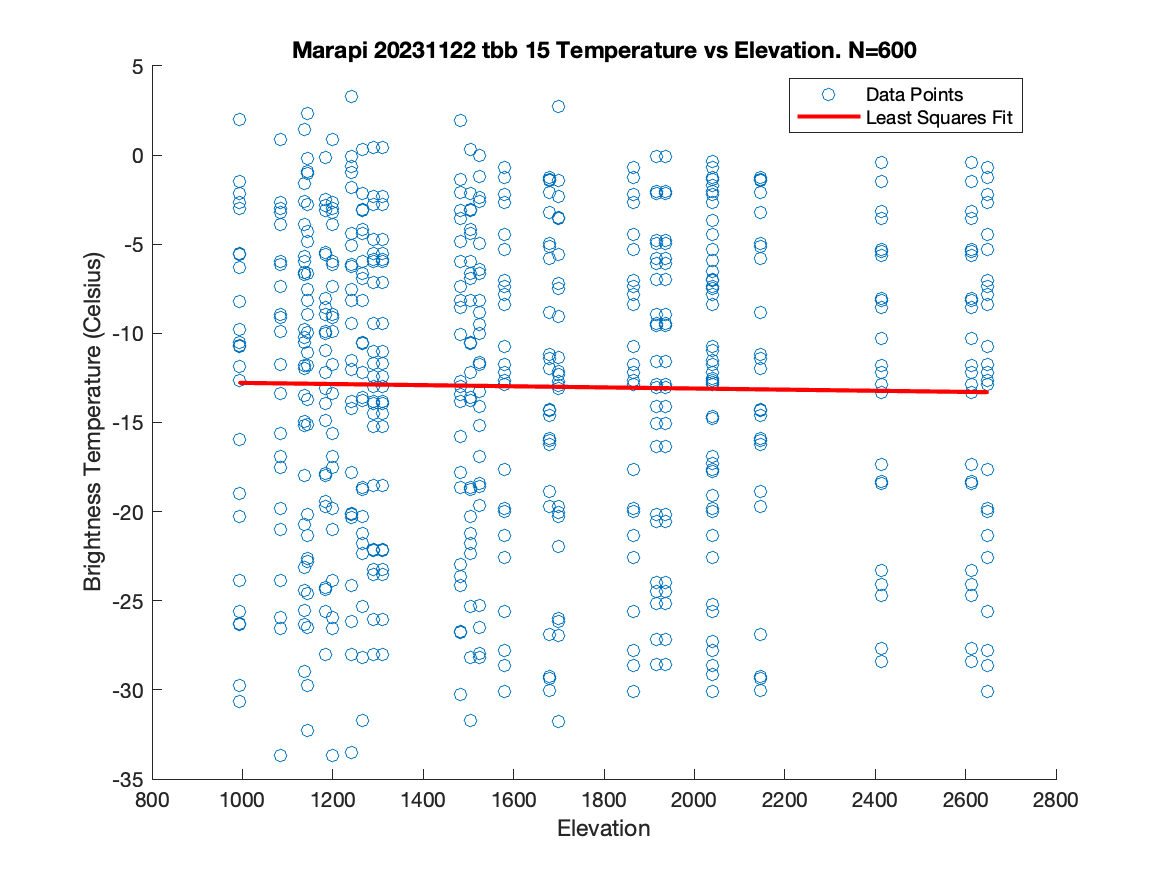 Marapi 20231122 tbb 15 Temperature vs Elevation. N=600
Data Points
Least Squares Fit
5
0
-5
-10
-15
-20
-25
-30
-35
Brightness Temperature (Celsius)
800 1000 1200 1400 1600 1800 2000 2200 2400 2600 2800
Elevation